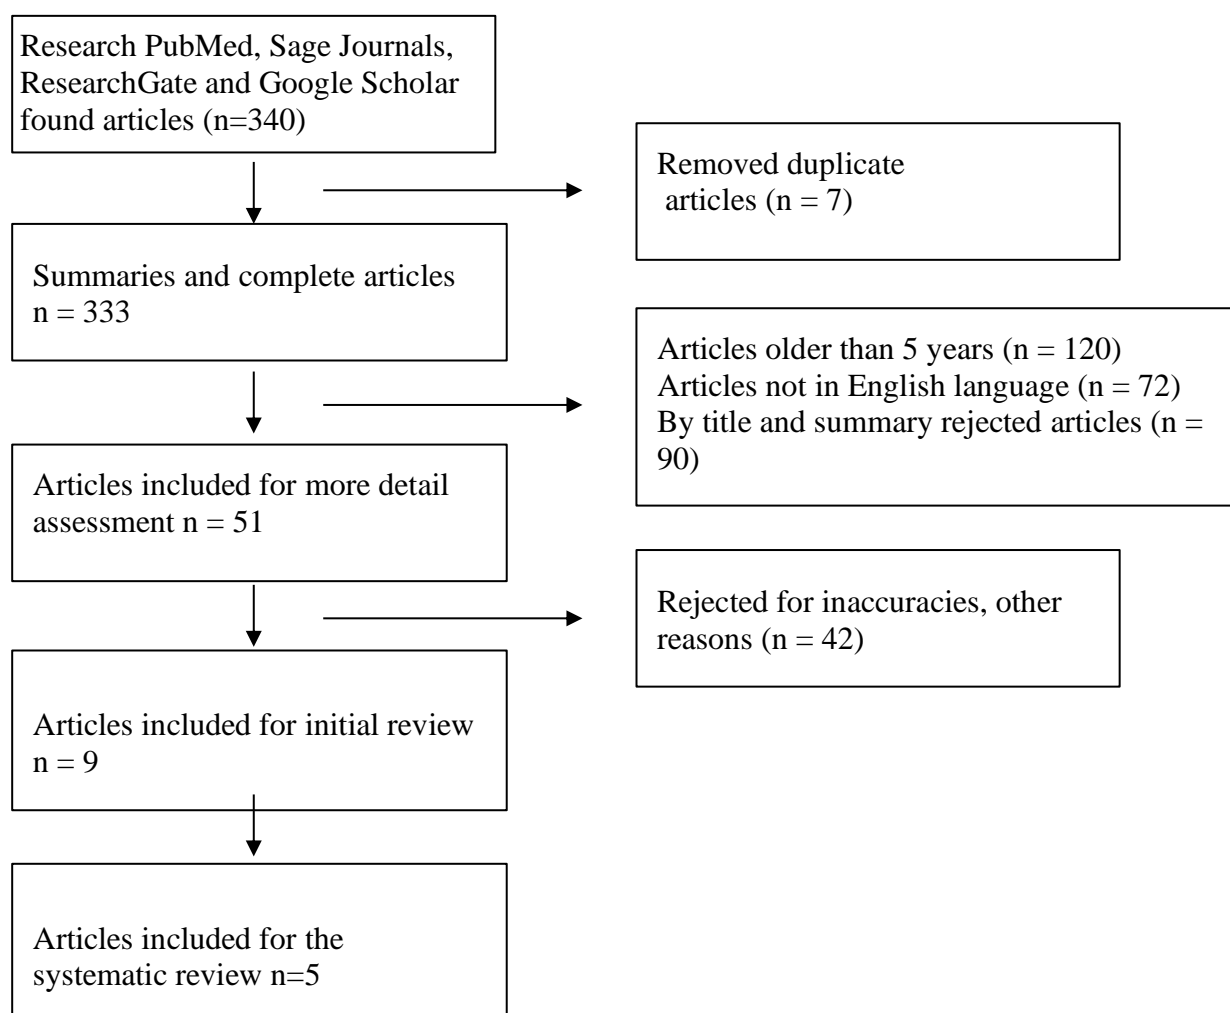 Research PubMed, Sage Journals,
ResearchGate and Google Scholar
found articles (n=340)
Removed duplicate
articles (n = 7)
Summaries and complete articles
n = 333
Articles older than 5 years (n = 120)
Articles not in English language (n = 72)
By title and summary rejected articles (n =
90)
Articles included for more detail
assessment n = 51
Rejected for inaccuracies, other
reasons (n = 42)
Articles included for initial review
n = 9
Articles included for the
systematic review n=5